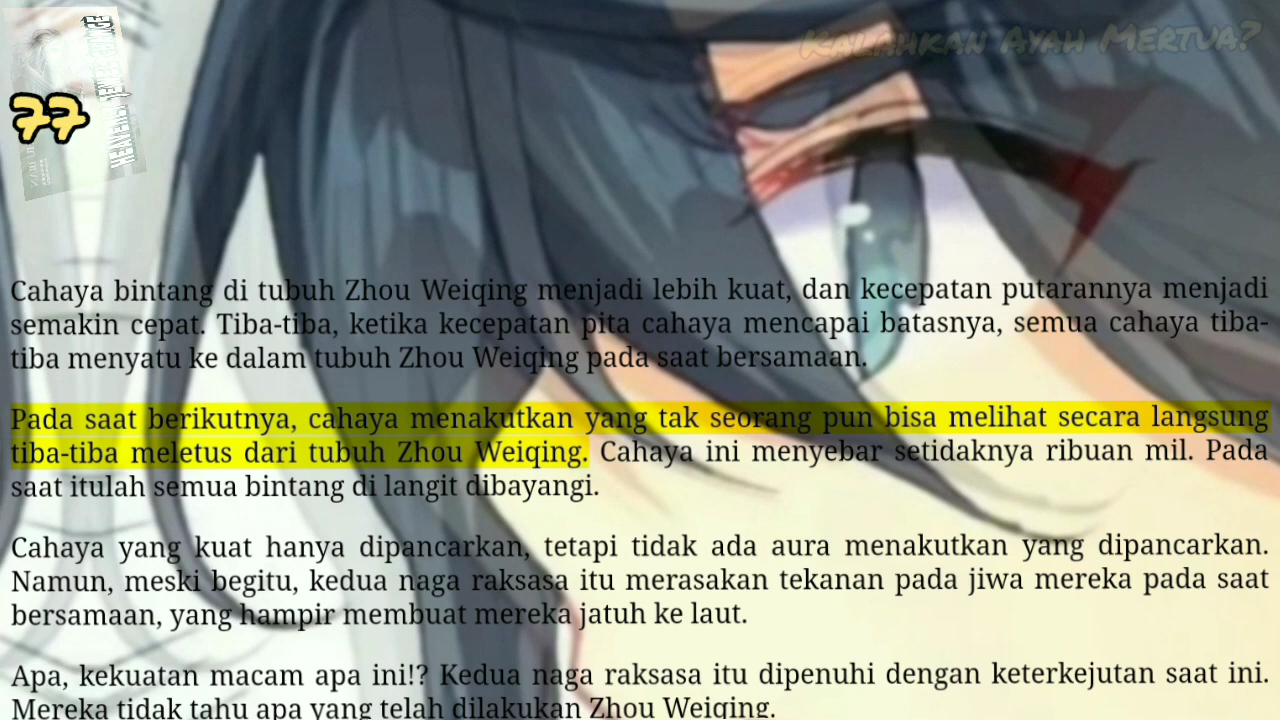 Kalahkan Ayah Mertua?
77
Cahaya bintang di tubuh Zhou Weiqing menjadi lebih kuat, dan kecepatan putarannya menjadi
semakin cepat. Tiba-tiba, ketika kecepatan pita cahaya mencapai batasnya, semua cahaya tiba-
tiba menyatu ke dalam tubuh Zhou Weiqing pada saat bersamaan.
Pada saat berikutnya, cahaya menakutkan yang tak seorang pun bisa melihat secara langsung
tiba-tiba meletus dari tubuh Zhou Weiqing. Cahaya ini menyebar setidaknya ribuan mil. Pada
saat itulah semua bintang di langit dibayangi.
Cahaya yang kuat hanya dipancarkan, tetapi tidak ada aura menakutkan yang dipancarkan.
Namun, meski begitu, kedua naga raksasa itu merasakan tekanan pada jiwa mereka pada saat
bersamaan, yang hampir membuat mereka jatuh ke laut.
Apa, kekuatan macam apa ini!? Kedua naga raksasa itu dipenuhi dengan keterkejutan saat ini.
Mereka tidak tahu apa yang telah dilakukan Zhou Weiqing.